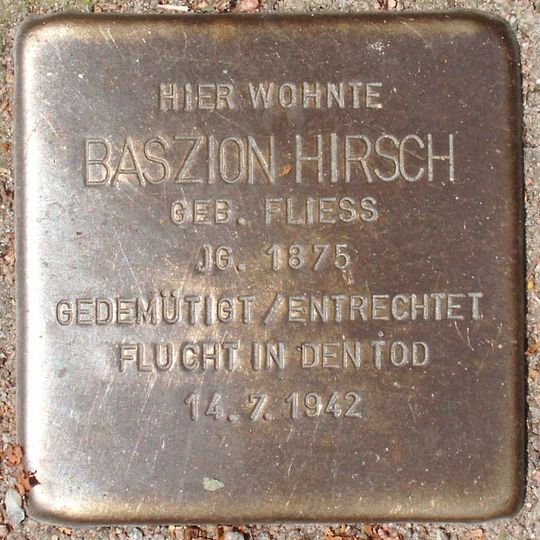 HIER WOHNTE
BASZION HIRSCH
GEB. FLIESS
JG. 1875
GEDEMÜTIGT/ENTRECHTET
FLUCHT IN DEN TOD
14.7.1942